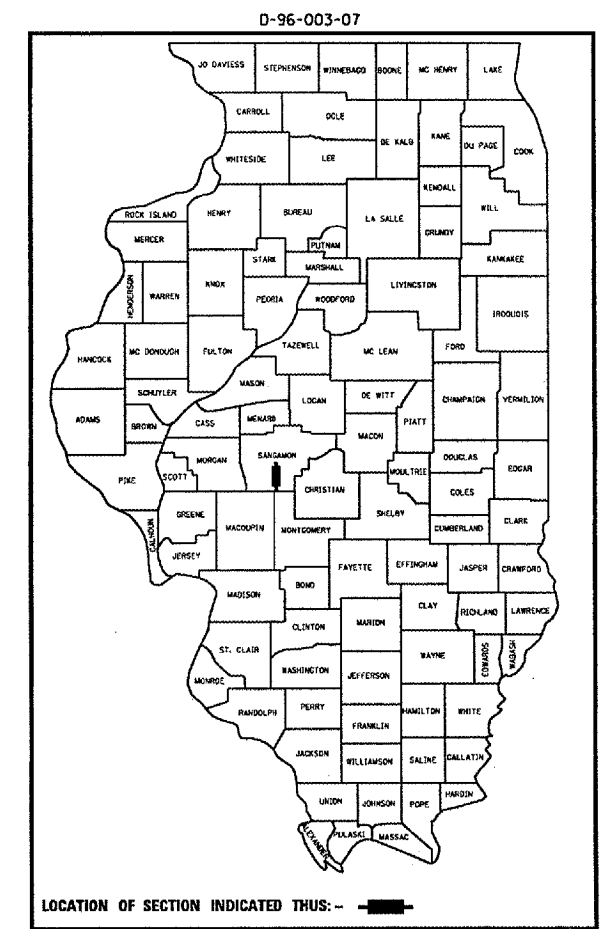 D-96-003-07
JO DAVIESS STEPHENSON WINNEBAGO BOONE MC HENRY LAKE
CARROLL OGLE DE KALB KANE DU PAGE COOK
WHITESIDE LEE
KENDALL
ROCK ISLAND HENRY BUREAU LA SALLE GRUNDY WILL
MERCER PUTNAM
STARK MARSHALL KANKAKEE
HENDERSON WARREN KNOX PEORIA WOODFORD LIVINGSTON IROQUOIS
HANCOCK MC DONOUGH FULTON TAZEWELL MC LEAN FORD
MASON
SCHUYLER LOGAN DE WITT CHAMPAIGN VERMILION
ADAMS BROWN CASS MENARD MACON PIATT
PIKE SCOTT MORGAN SANGAMON CHRISTIAN MOULTRIE DOUGLAS EDGAR
COLES
CALHOUN GREENE MACOUPIN MONTGOMERY SHELBY CUMBERLAND CLARK
JERSEY
FAYETTE EFFINGHAM JASPER CRAWFORD
MADISON BOND
CLAY RICHLAND LAWRENCE
CLINTON MARION
ST. CLAIR WAYNE EDWARDS WABASH
WASHINGTON JEFFERSON
MONROE
RANDOLPH PERRY HAMILTON WHITE
FRANKLIN
JACKSON WILLIAMSON SALINE GALLATIN
UNION JOHNSON POPE HARDIN
ALEXANDER PULASKI MASSAC
LOCATION OF SECTION INDICATED THUS:-